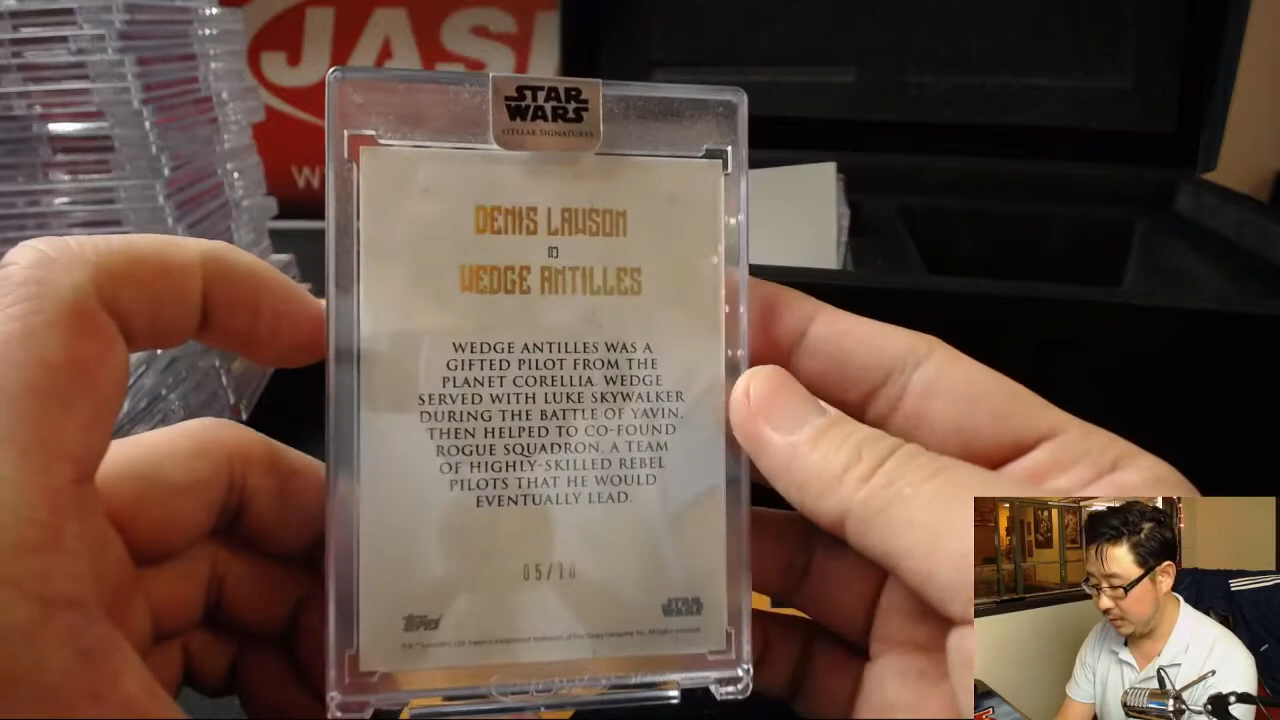 JASI
W
STAR
WARS
STELLAR SIGNATURES
DENIS LAWSON
WEDGE ANTILLES
WEDGE ANTILLES WAS A
GIFTED PILOT FROM THE
PLANET CORELLIA. WEDGE
SERVED WITH LUKE SKYWALKER
DURING THE BATTLE OF YAVIN,
THEN HELPED TO CO-FOUND
ROGUE SQUADRON, A TEAM
OF HIGHLY-SKILLED REBEL
PILOTS THAT HE WOULD
EVENTUALLY LEAD.
05/10
Topps
STAR
WARS